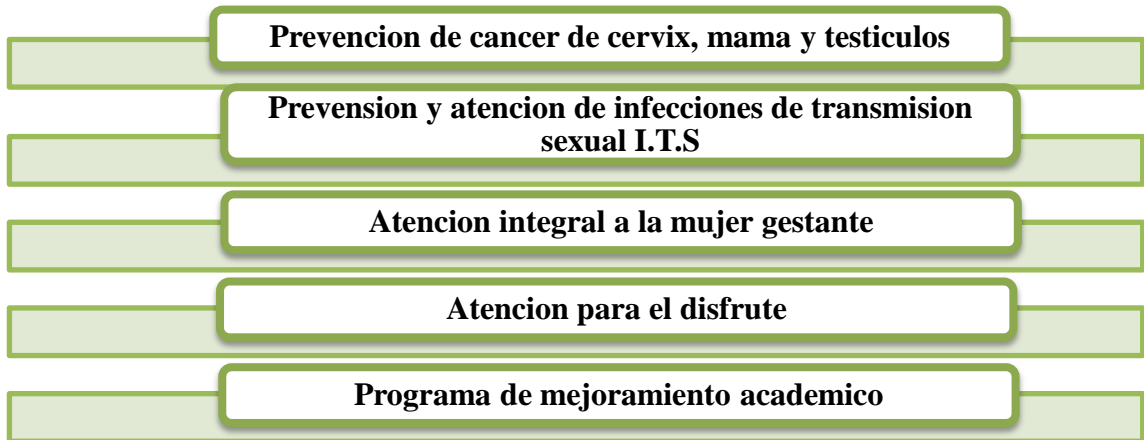 Prevencion de cancer de cervix, mama y testiculos
Prevension y atencion de infecciones de transmision
sexual I.T.S
Atencion integral a la mujer gestante
Atencion para el disfrute
Programa de mejoramiento academico